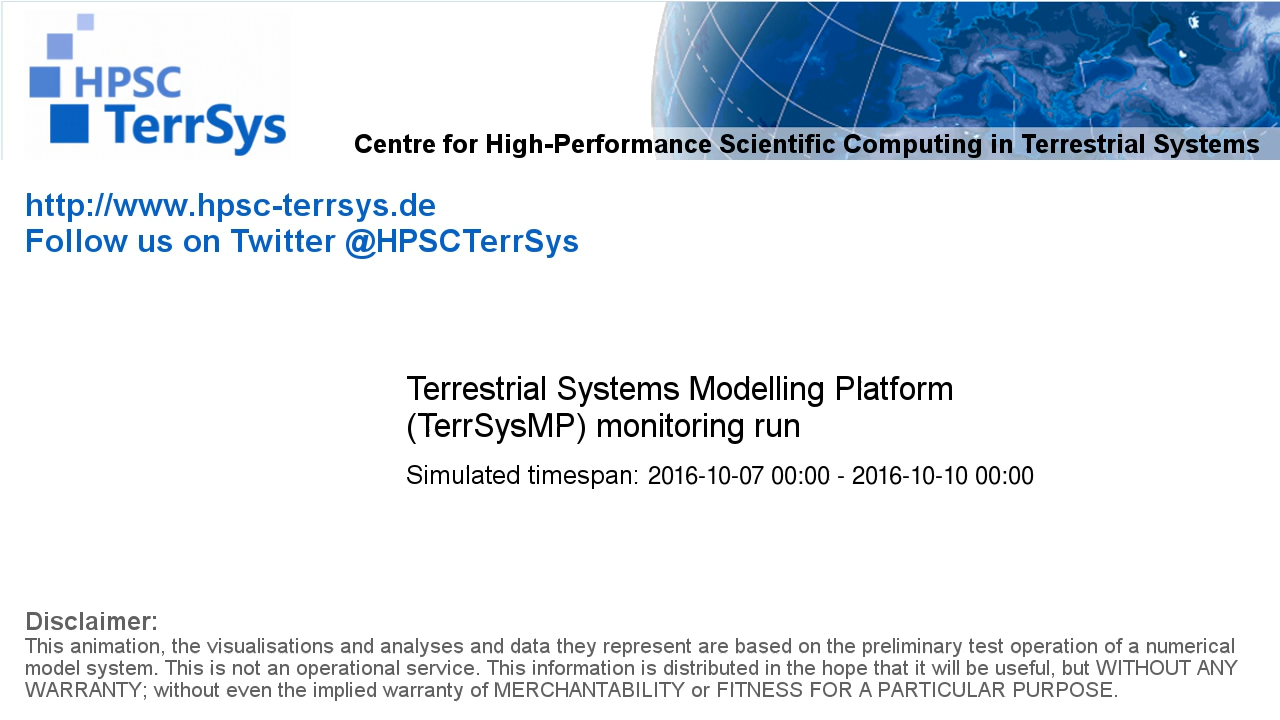 HPSC
TerrSys
Centre for High-Performance Scientific Computing in Terrestrial Systems
http://www.hpsc-terrsys.de
Follow us on Twitter @HPSCTerrSys
Terrestrial Systems Modelling Platform
(TerrSysMP) monitoring run
Simulated timespan: 2016-10-07 00:00 - 2016-10-10 00:00
Disclaimer:
This animation, the visualisations and analyses and data they represent are based on the preliminary test operation of a numerical
model system. This is not an operational service. This information is distributed in the hope that it will be useful, but WITHOUT ANY
WARRANTY; without even the implied warranty of MERCHANTABILITY or FITNESS FOR A PARTICULAR PURPOSE.